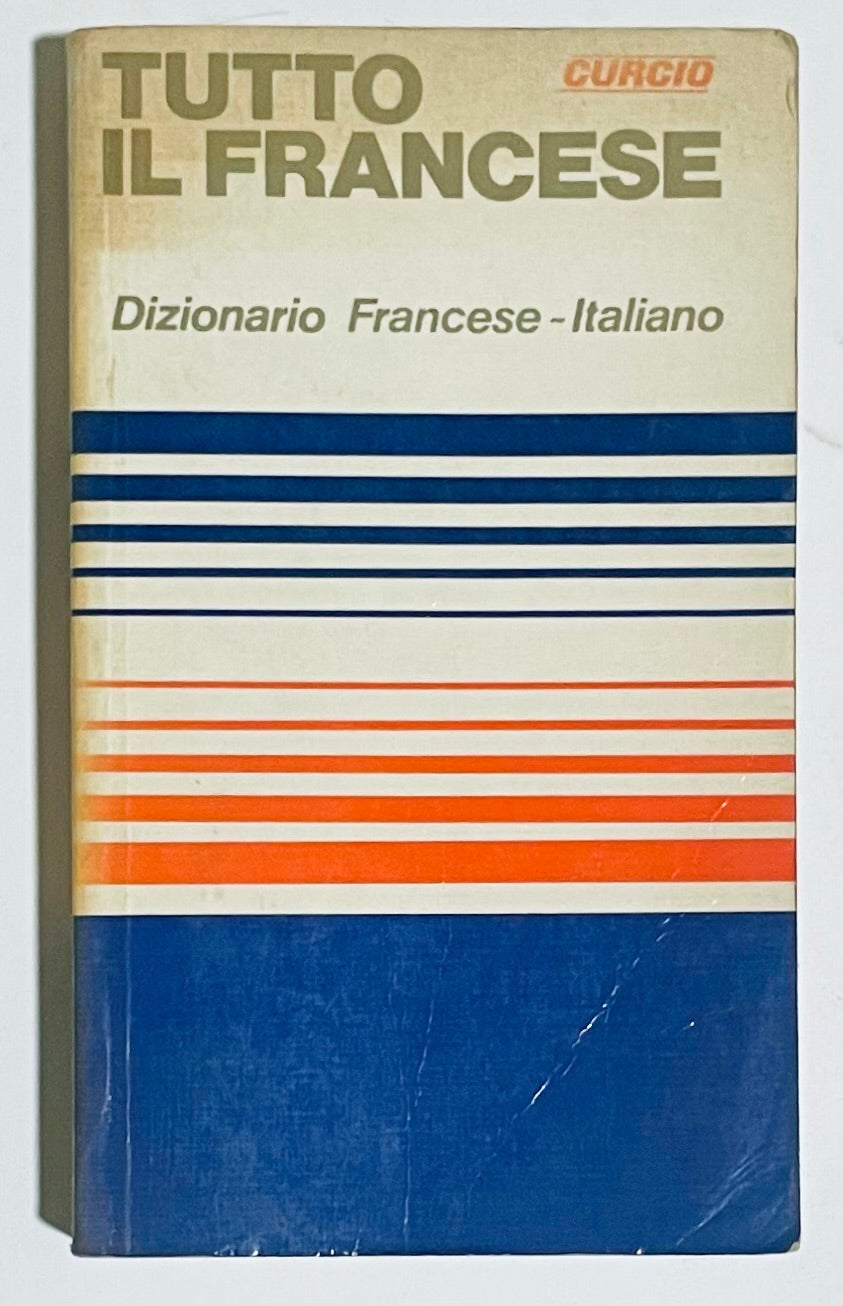 TUTTO
CURCIO
IL FRANCESE
Dizionario Francese - Italiano